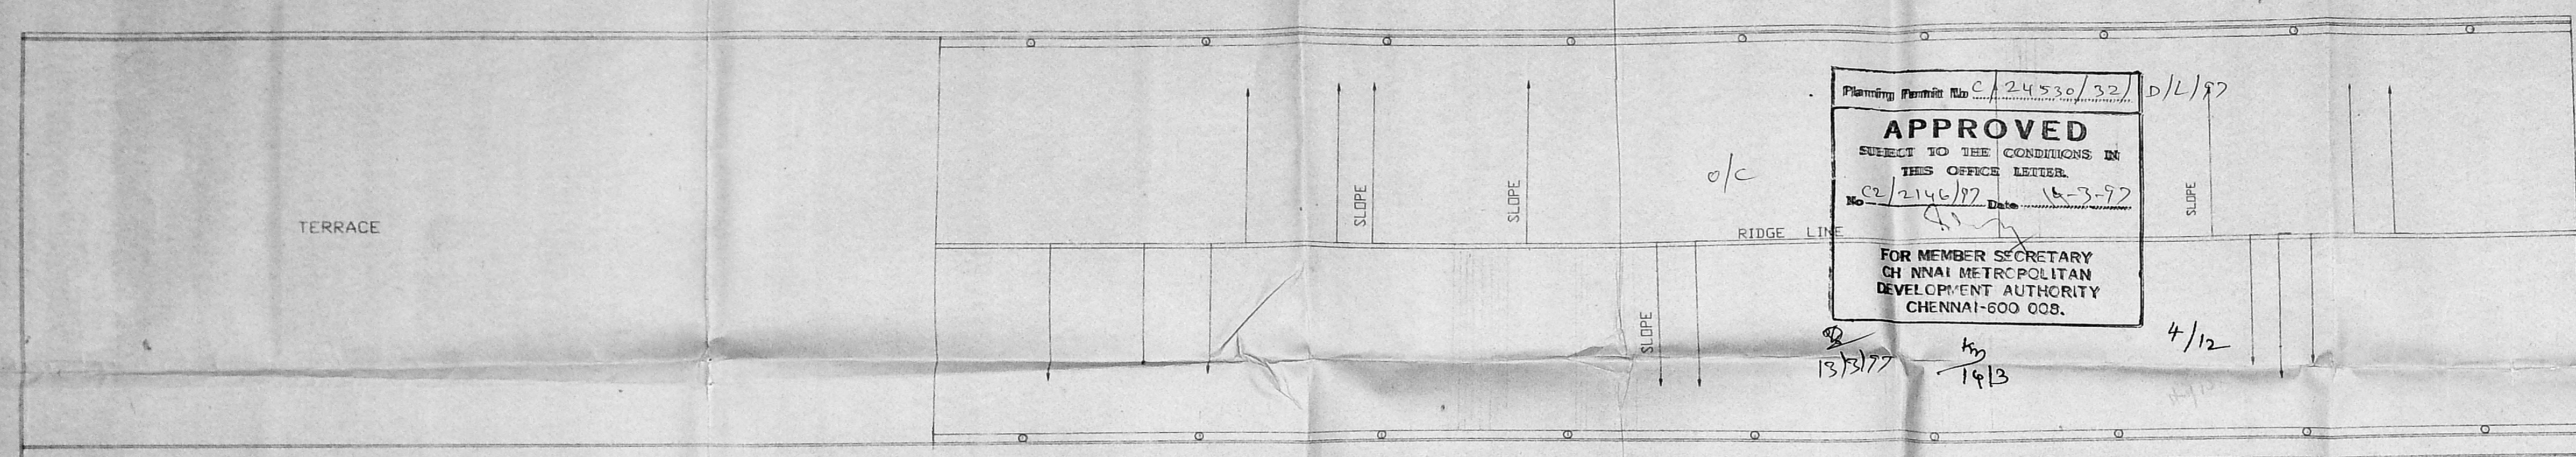 TERRACE
SLOPE
SLOPE
O/C
RIDGE LINE
SLOPE
Planning Permit No C/24530/32/D/L/97
APPROVED
SUBJECT TO THE CONDITIONS IN
THIS OFFICE LETTER.
No C2/2146/97 Date 14-3-97
FOR MEMBER SECRETARY
CH NNAI METROPOLITAN
DEVELOPMENT AUTHORITY
CHENNAI-600 008.
SLOPE
13/3/97
14/3
4/12